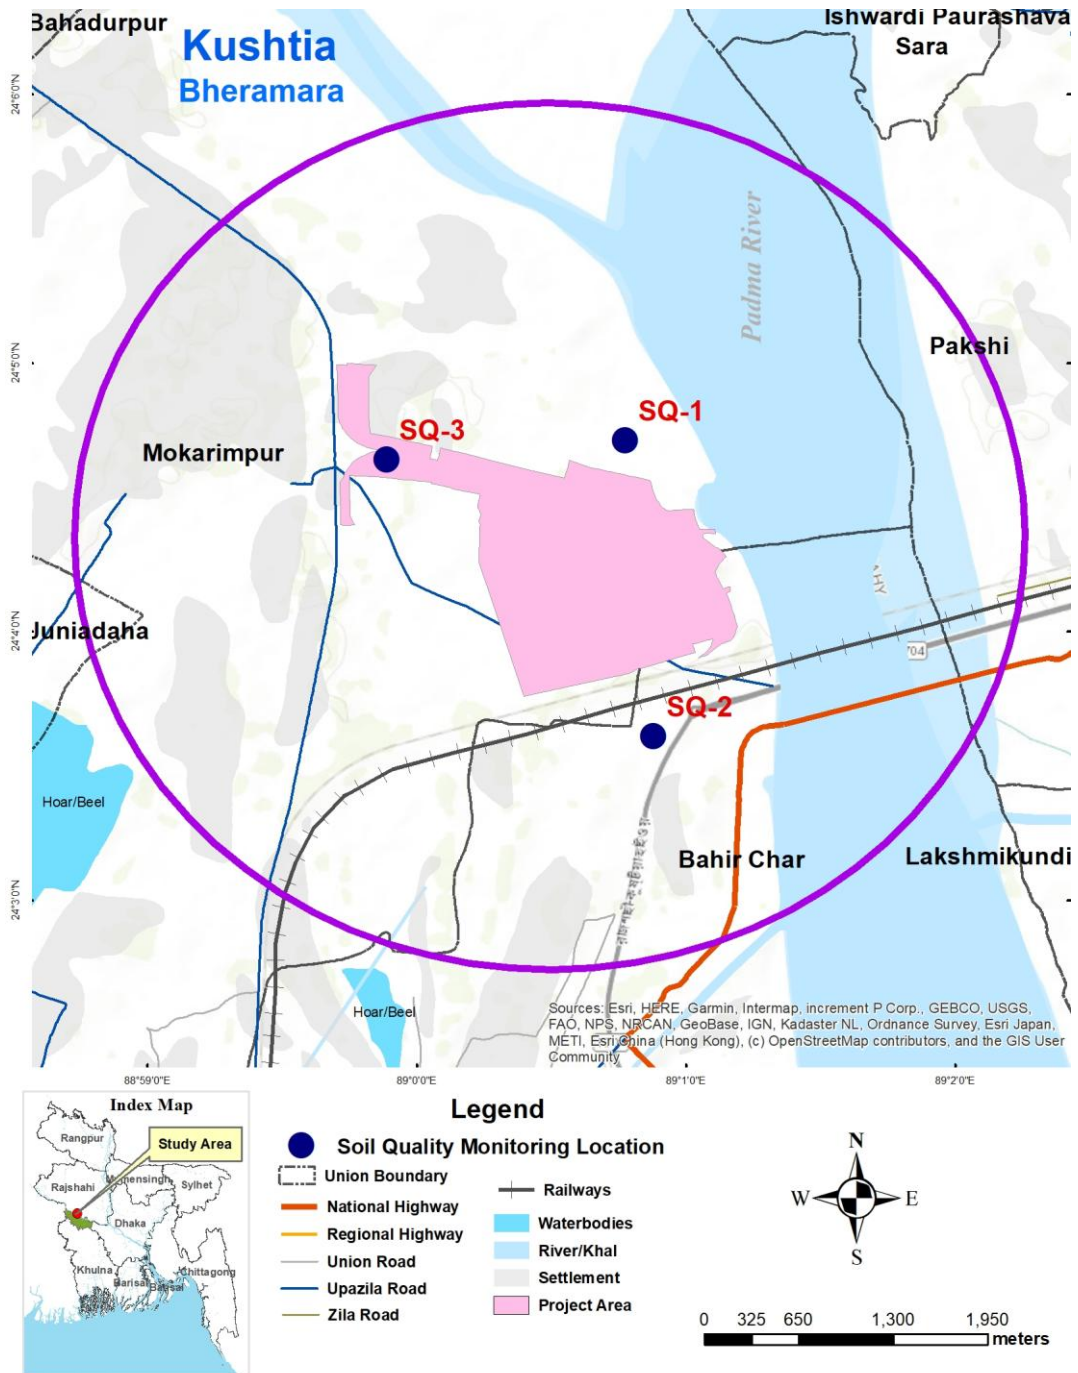 Bahadurpur
Kushtia
Bheramara
Ishwardi Paurashava
Sara
24°6'0"N
Padma River
24°5'0"N
Pakshi
SQ-1
SQ-3
Mokarimpur
24°4'0"N
Juniadaha
704
SQ-2
Hoar/Beel
Bahir Char
Lakshmikundi
24°3'0"N
Hoar/Beel
Sources: Esri, HERE, Garmin, Intermap, increment P Corp., GEBCO, USGS,
FAO, NPS, NRCAN, GeoBase, IGN, Kadaster NL, Ordnance Survey, Esri Japan,
METI, Esri China (Hong Kong), (c) OpenStreetMap contributors, and the GIS User
Community
88°59'0"E
89°0'0"E
89°1'0"E
89°2'0"E
Index Map
Study Area
Rangpur
Rajshahi
Sylhet
Dhaka
Khulna
Barisal
Chittagong
Legend
Soil Quality Monitoring Location
Union Boundary
National Highway
Regional Highway
Union Road
Upazila Road
Zila Road
Railways
Waterbodies
River/Khal
Settlement
Project Area
N
W
E
S
0 325 650 1,300 1,950
meters